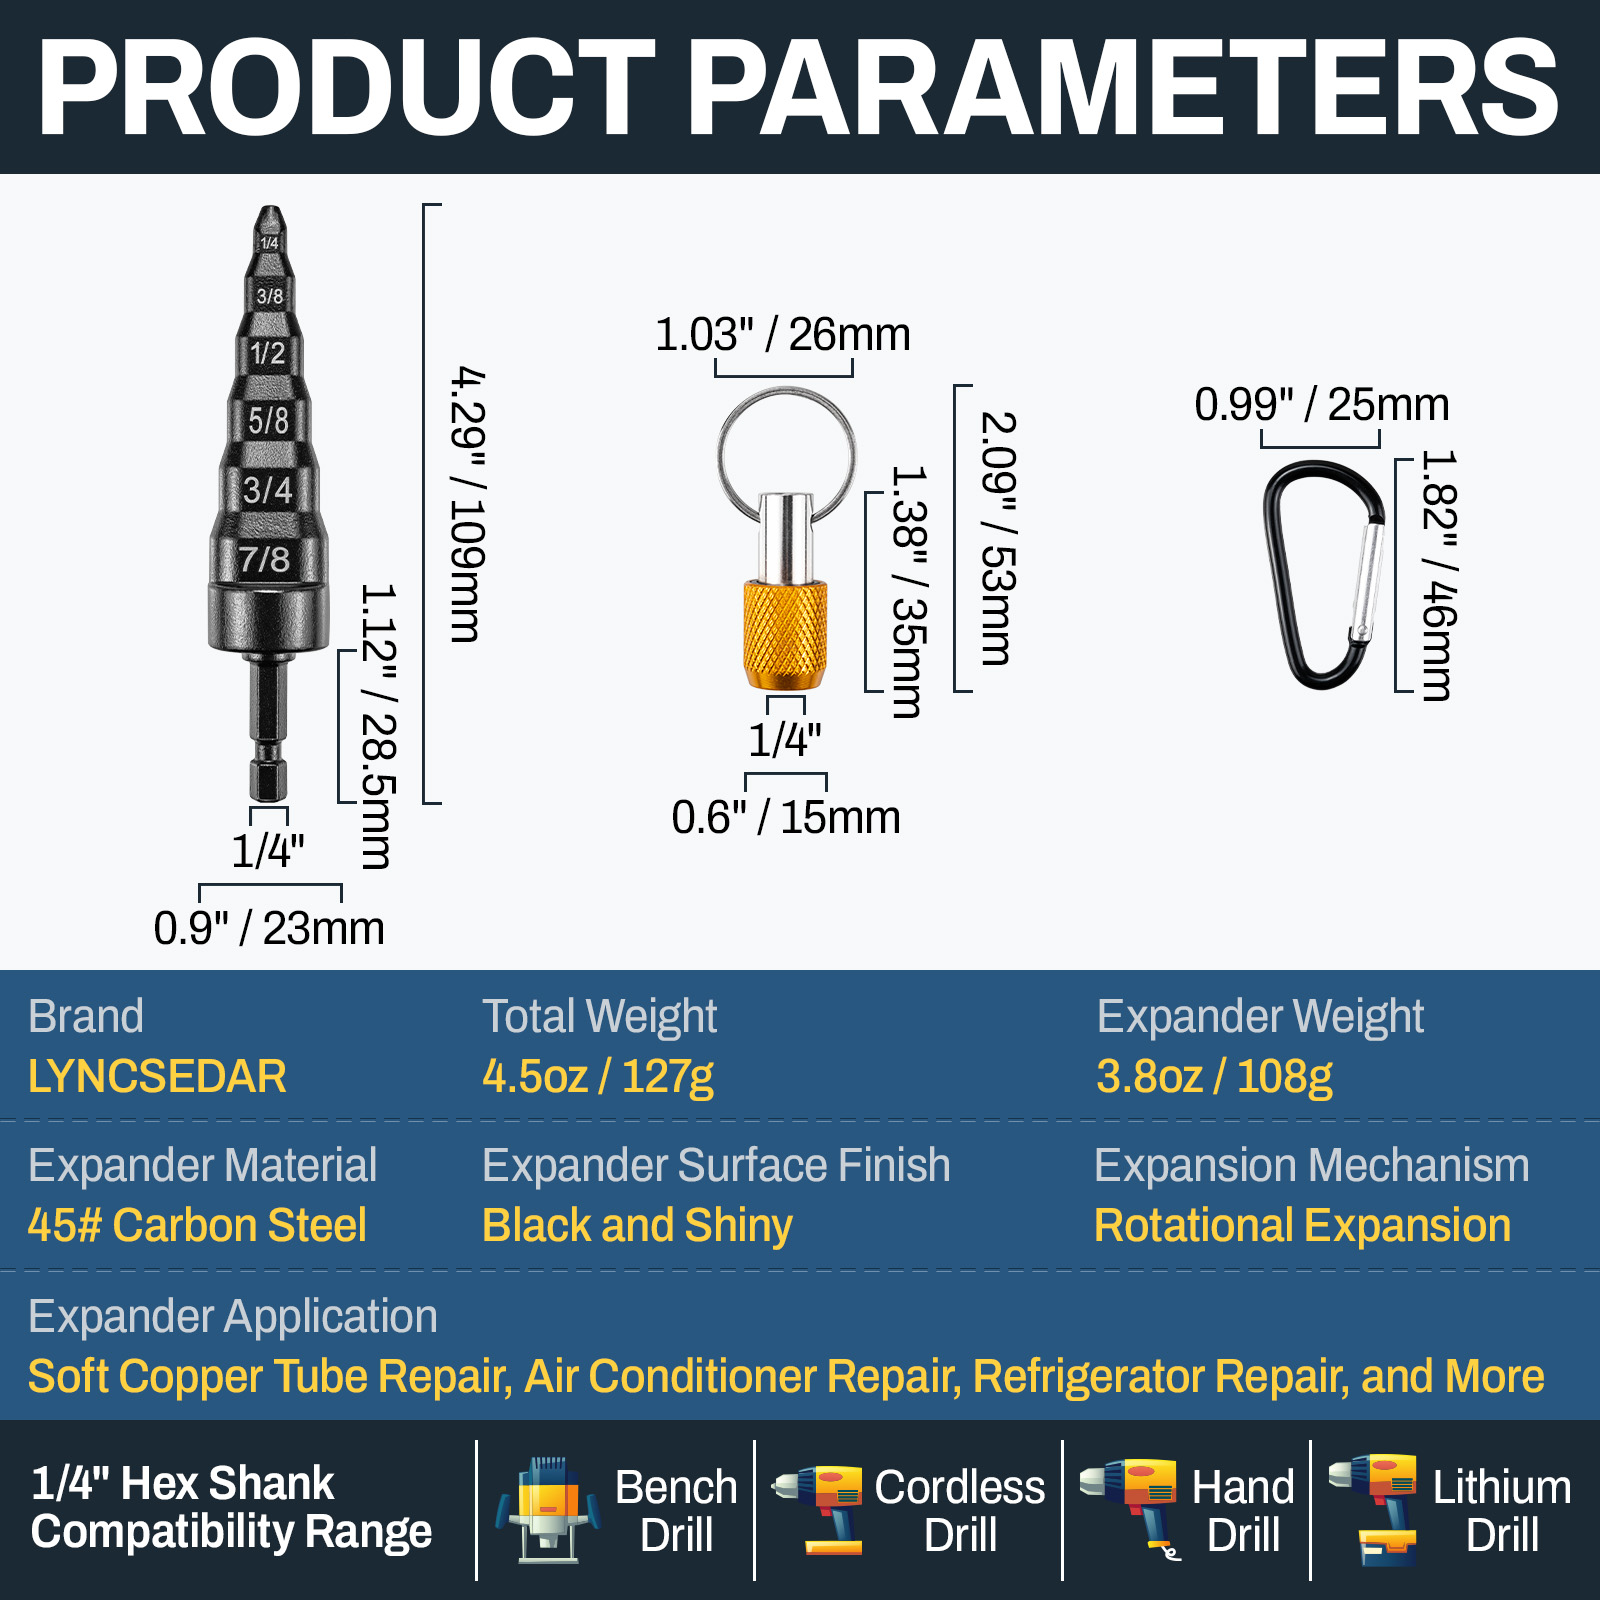 PRODUCT PARAMETERS
1/4
3/8
1/2
5/8
3/4
7/8
4.29" / 109mm
1.12" / 28.5mm
1/4"
0.9" / 23mm
1.03" / 26mm
2.09" / 53mm
1.38" / 35mm
1/4"
0.6" / 15mm
0.99" / 25mm
1.82" / 46mm
Brand
LYNCSEDAR
Total Weight
4.5oz / 127g
Expander Weight
3.8oz / 108g
Expander Material
45# Carbon Steel
Expander Surface Finish
Black and Shiny
Expansion Mechanism
Rotational Expansion
Expander Application
Soft Copper Tube Repair, Air Conditioner Repair, Refrigerator Repair, and More
1/4" Hex Shank
Compatibility Range
Bench
Drill
Cordless
Drill
Hand
Drill
Lithium
Drill